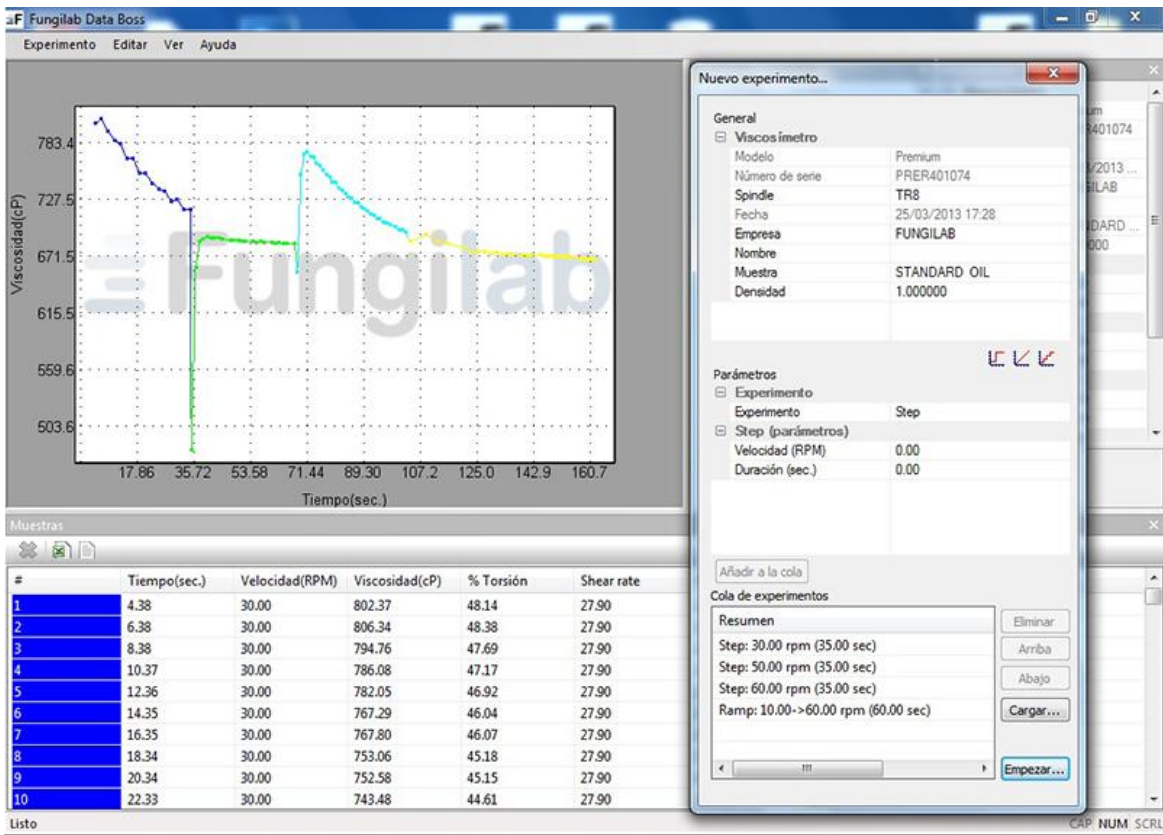 Fungilab Data Boss
Experimento Editar Ver Ayuda
Viscosidad(cP)
783.4
727.5
671.5
615.5
559.6
503.6
Fungilab
17.86 35.72 53.58 71.44 89.30 107.2 125.0 142.9 160.7
Tiempo(sec.)
Nuevo experimento...
General
Viscosímetro
Modelo Premium
Número de serie PRER401074
Spindle TR8
Fecha 25/03/2013 17:28
Empresa FUNGILAB
Nombre
Muestra STANDARD OIL
Densidad 1.000000
Parámetros
Experimento
Experimento Step
Step (parámetros)
Velocidad (RPM) 0.00
Duración (sec.) 0.00
Añadir a la cola
Cola de experimentos
Resumen
Step: 30.00 rpm (35.00 sec)
Step: 50.00 rpm (35.00 sec)
Step: 60.00 rpm (35.00 sec)
Ramp: 10.00->60.00 rpm (60.00 sec)
Eliminar
Arriba
Abajo
Cargar...
Empezar...
Muestras
# Tiempo(sec.) Velocidad(RPM) Viscosidad(cP) % Torsión Shear rate
1 4.38 30.00 802.37 48.14 27.90
2 6.38 30.00 806.34 48.38 27.90
3 8.38 30.00 794.76 47.69 27.90
4 10.37 30.00 786.08 47.17 27.90
5 12.36 30.00 782.05 46.92 27.90
6 14.35 30.00 767.29 46.04 27.90
7 16.35 30.00 767.80 46.07 27.90
8 18.34 30.00 753.06 45.18 27.90
9 20.34 30.00 752.58 45.15 27.90
10 22.33 30.00 743.48 44.61 27.90
Listo
CAP NUM SCRL